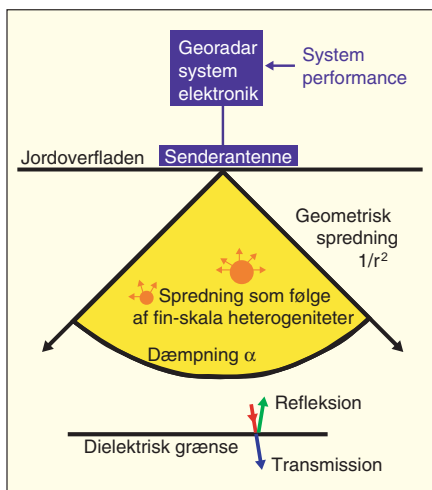 Georadar
system
elektronik
System
performance
Jordoverfladen
Senderantenne
Geometrisk
spredning
1/r²
Spredning som følge
af fin-skala heterogeniteter
Dæmpning α
Refleksion
Dielektrisk grænse
Transmission